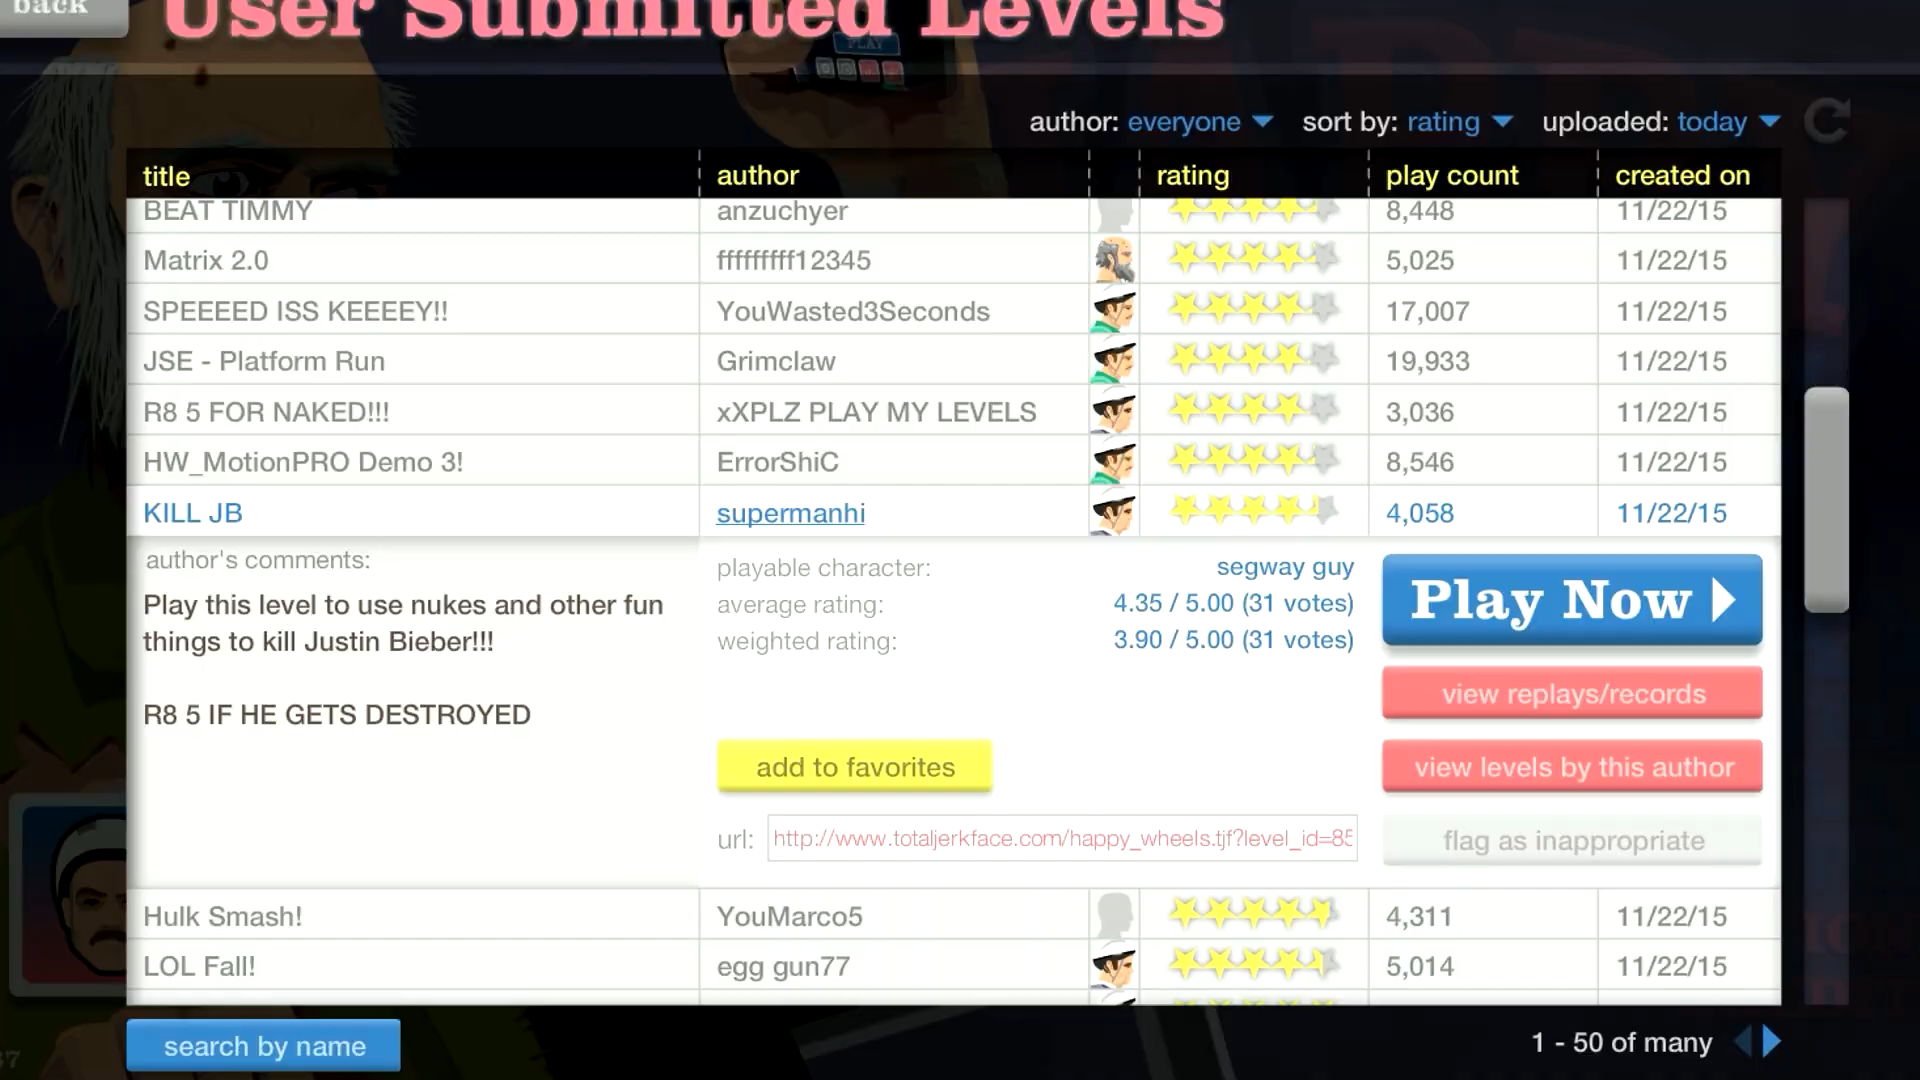 back
User Submitted Levels
PLAY
author: everyone sort by: rating uploaded: today
title author rating play count created on
BEAT TIMMY anzuchyer 8,448 11/22/15
Matrix 2.0 fffffffff12345 5,025 11/22/15
SPEEEED ISS KEEEEY!! YouWasted3Seconds 17,007 11/22/15
JSE - Platform Run Grimclaw 19,933 11/22/15
R8 5 FOR NAKED!!! xXPLZ PLAY MY LEVELS 3,036 11/22/15
HW_MotionPRO Demo 3! ErrorShiC 8,546 11/22/15
KILL JB supermanhi 4,058 11/22/15
author's comments:
Play this level to use nukes and other fun
things to kill Justin Bieber!!!
R8 5 IF HE GETS DESTROYED
playable character: segway guy
average rating: 4.35 / 5.00 (31 votes)
weighted rating: 3.90 / 5.00 (31 votes)
add to favorites
url: http://www.totaljerkface.com/happy_wheels.tjf?level_id=85
Play Now
view replays/records
view levels by this author
flag as inappropriate
Hulk Smash! YouMarco5 4,311 11/22/15
LOL Fall! egg gun77 5,014 11/22/15
search by name
1 - 50 of many